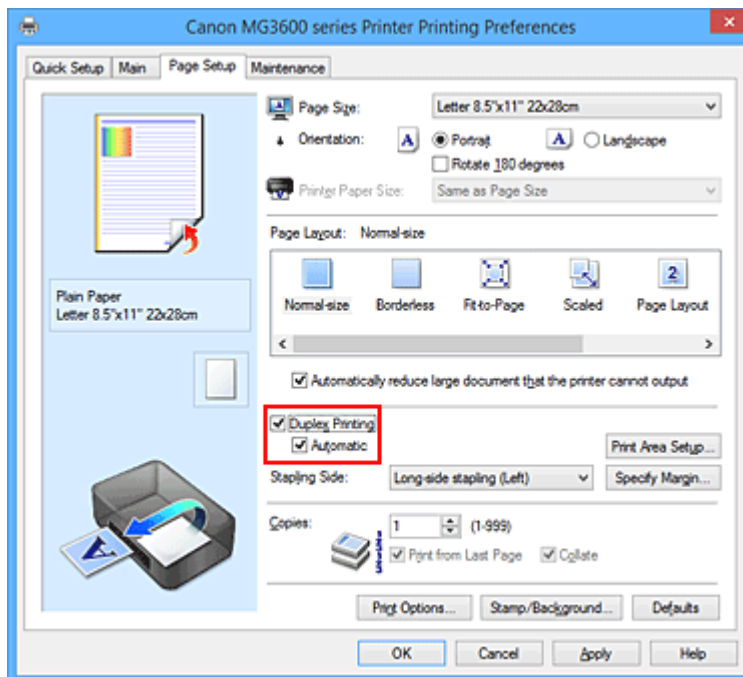 Canon MG3600 series Printer Printing Preferences
Quick Setup Main Page Setup Maintenance
Page Size: Letter 8.5"x11" 22x28cm
Orientation: A Portrait A Landscape
Rotate 180 degrees
Printer Paper Size: Same as Page Size
Page Layout: Normal-size
2
Normal-size Borderless Fit-to-Page Scaled Page Layout
Plain Paper
Letter 8.5"x11" 22x28cm
Automatically reduce large document that the printer cannot output
Duplex Printing
Automatic
Print Area Setup...
Stapling Side: Long-side stapling (Left) Specify Margin...
Copies: 1 (1-999)
Print from Last Page Collate
A
Print Options... Stamp/Background... Defaults
OK Cancel Apply Help